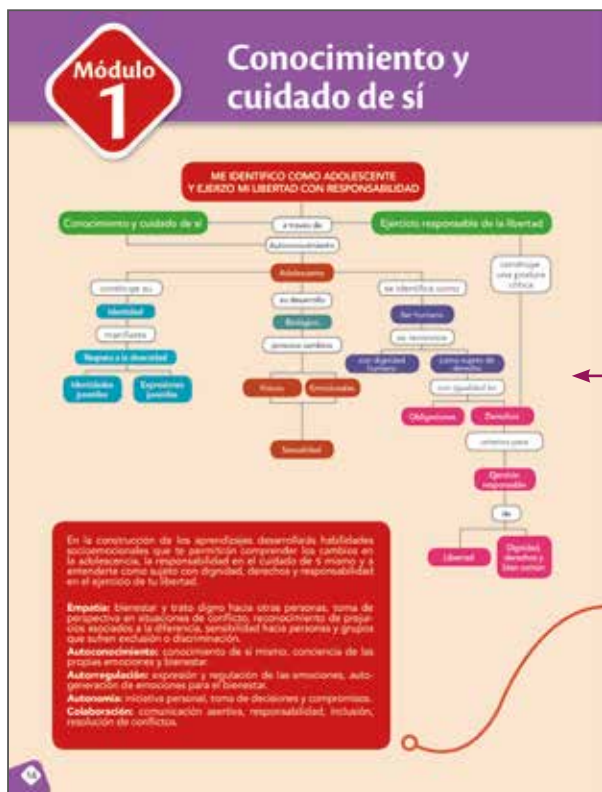 Módulo
1
Conocimiento y
cuidado de sí
ME IDENTIFICO COMO ADOLESCENTE
Y EJERZO MI LIBERTAD CON RESPONSABILIDAD
Conocimiento y cuidado de sí
a través de
Ejercicio responsable de la libertad
Autoconocimiento
Adolescente
construye
una postura
crítica
construye su
su desarrollo
se identifica como
Identidad
Biológico
Ser humano
manifiesta
se reconoce
Respeto a la diversidad
con dignidad
humana
como sujeto de
derecho
Identidades
juveniles
Expresiones
juveniles
Físicos
Emocionales
con igualdad en
Obligaciones
Derechos
Sexualidad
criterios para
Ejercicio
responsable
de
Libertad
Dignidad,
derechos y
bien común
En la construcción de los aprendizajes desarrollarás habilidades
socioemocionales que te permitirán comprender los cambios en
la adolescencia, la responsabilidad en el cuidado de ti mismo y a
entenderte como sujeto con dignidad, derechos y responsabilidad
en el ejercicio de tu libertad.
Empatía: bienestar y trato digno hacia otras personas, toma de
perspectiva en situaciones de conflicto, reconocimiento de prejui-
cios asociados a la diferencia, sensibilidad hacia personas y grupos
que sufren exclusión o discriminación.
Autoconocimiento: conocimiento de sí mismo, conciencia de las
propias emociones y bienestar.
Autorregulación: expresión y regulación de las emociones, auto-
generación de emociones para el bienestar.
Autonomía: iniciativa personal, toma de decisiones y compromisos.
Colaboración: comunicación asertiva, responsabilidad, inclusión,
resolución de conflictos.
14